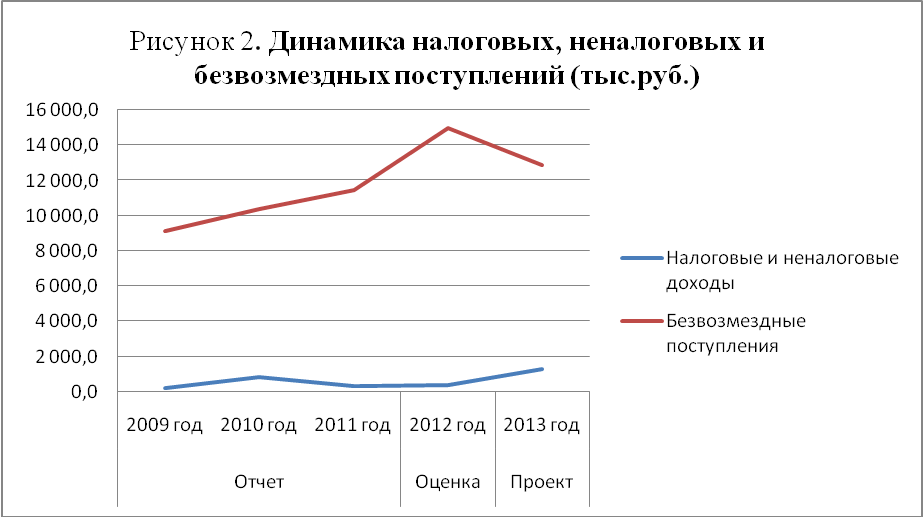 Рисунок 2. Динамика налоговых, неналоговых и
безвозмездных поступлений (тыс.руб.)
16 000,0
14 000,0
12 000,0
10 000,0
8 000,0
6 000,0
4 000,0
2 000,0
0,0
2009 год 2010 год 2011 год 2012 год 2013 год
Отчет Оценка Проект
Налоговые и неналоговые
доходы
Безвозмездные
поступления